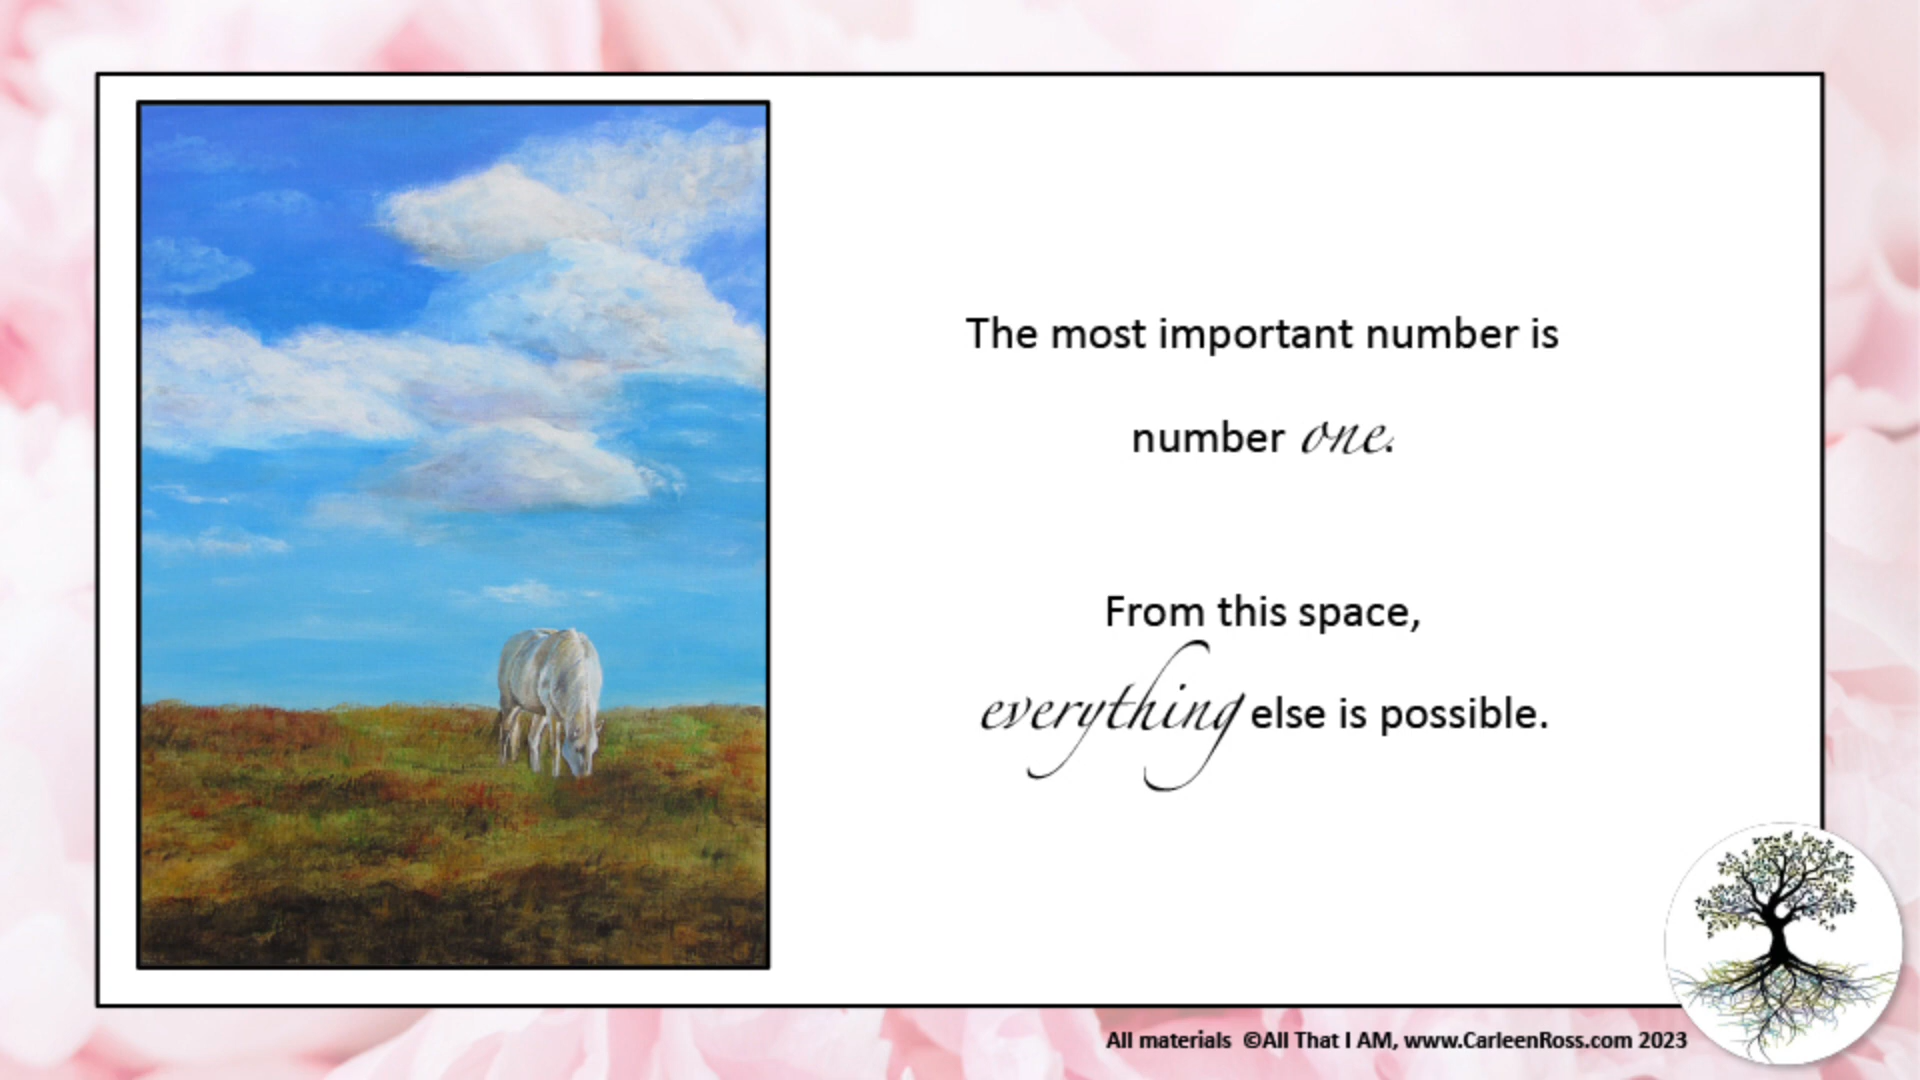 The most important number is
number one.
From this space,
everything else is possible.
All materials ©All That I AM, www.CarleenRoss.com 2023